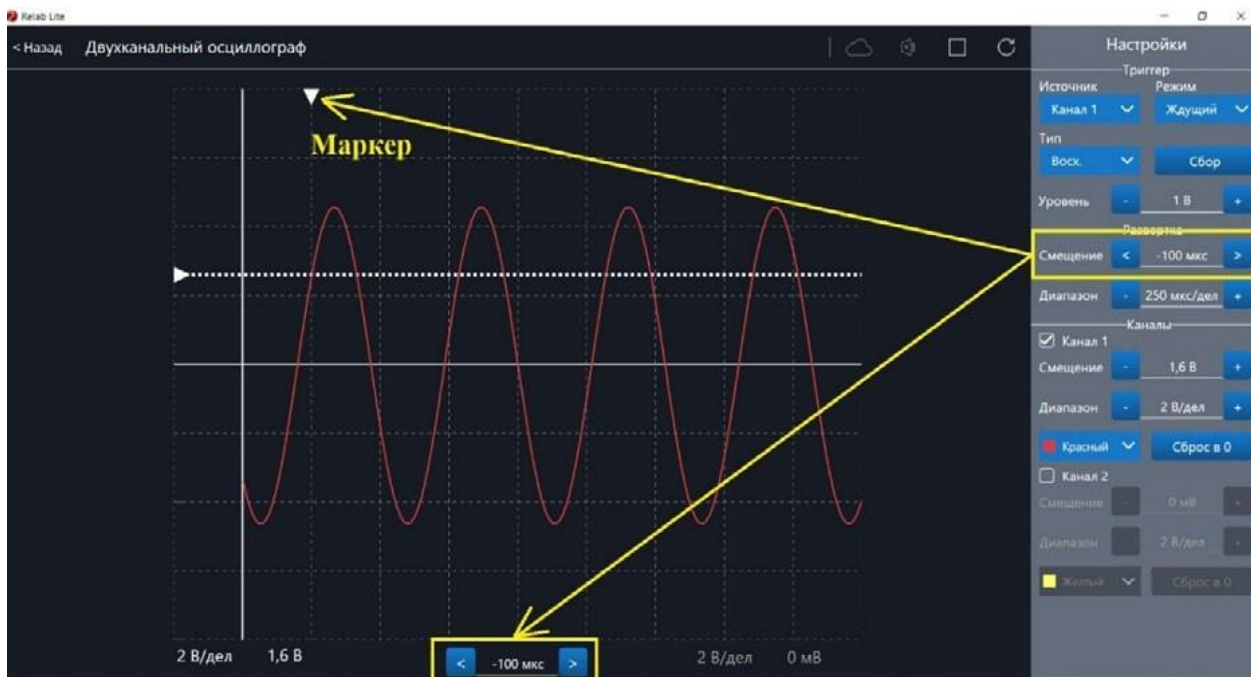 Relab Lite
< Назад Двухканальный осциллограф
Настройки
Триггер
Источник Режим
Канал 1 Ждущий
Тип
Восх. Сбор
Уровень - 1 В +
Развертка
Смещение < -100 мкс >
Диапазон - 250 мкс/дел +
Каналы
Канал 1
Смещение - 1,6 В +
Диапазон - 2 В/дел +
Красный Сброс в 0
Канал 2
Смещение - 0 мВ +
Диапазон - 2 В/дел +
Желтый Сброс в 0
Маркер
2 В/дел 1,6 В < -100 мкс > 2 В/дел 0 мВ